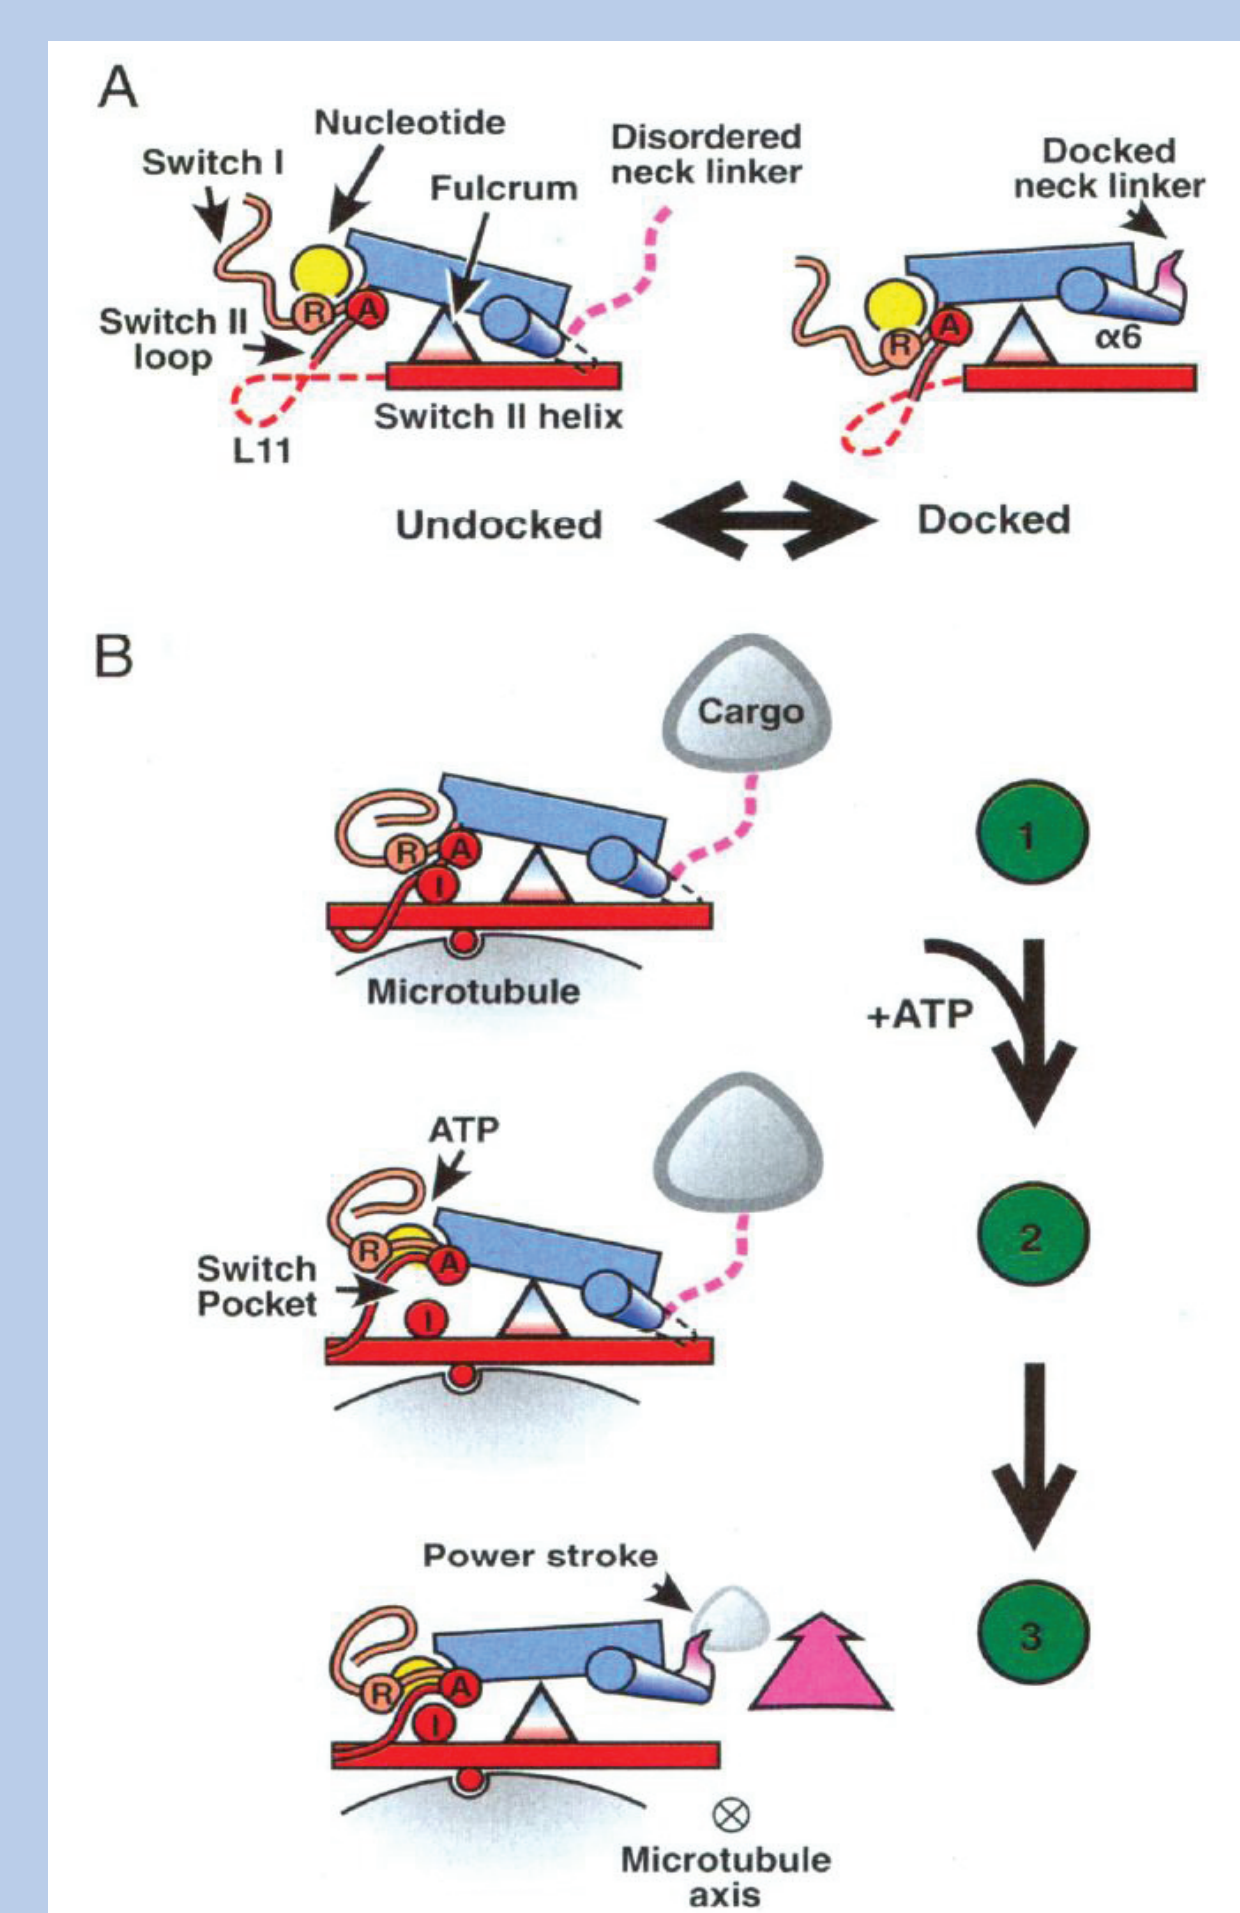 A
Nucleotide
Switch I
Fulcrum
Disordered
neck linker
Docked
neck linker
R
A
Switch II
loop
L11
Switch II helix
R
A
α6
Undocked
Docked
B
Cargo
R
A
I
Microtubule
1
+ATP
ATP
R
A
Switch
Pocket
I
2
Power stroke
R
A
I
3
Microtubule
axis